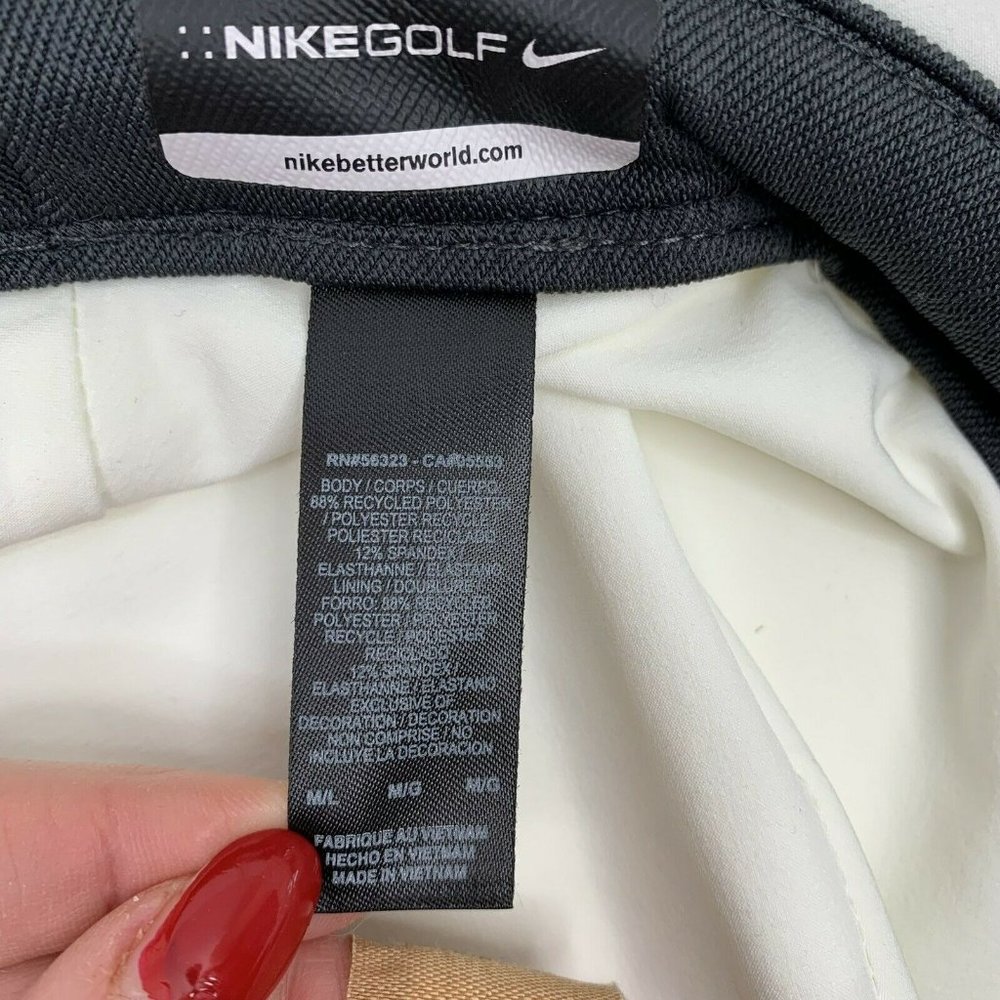 NIKEGOLF
nikebetterworld.com
RN#56323 - CA#05553
BODY / CORPS / CUERPO
88% RECYCLED POLYESTER
/ POLYESTER RECYCLE
POLIESTER RECICLADO
12% SPANDEX /
ELASTHANNE / ELASTANO
LINING / DOUBLURE /
FORRO: 88% RECYCLED
POLYESTER / POLYESTER
RECYCLE / POLIESTER
RECICLADO
12% SPANDEX /
ELASTHANNE / ELASTANO
EXCLUSIVE OF
DECORATION / DECORATION
NON COMPRISE / NO
INCLUYE LA DECORACION
M/L M/G M/G
FABRIQUE AU VIETNAM
HECHO EN VIETNAM
MADE IN VIETNAM